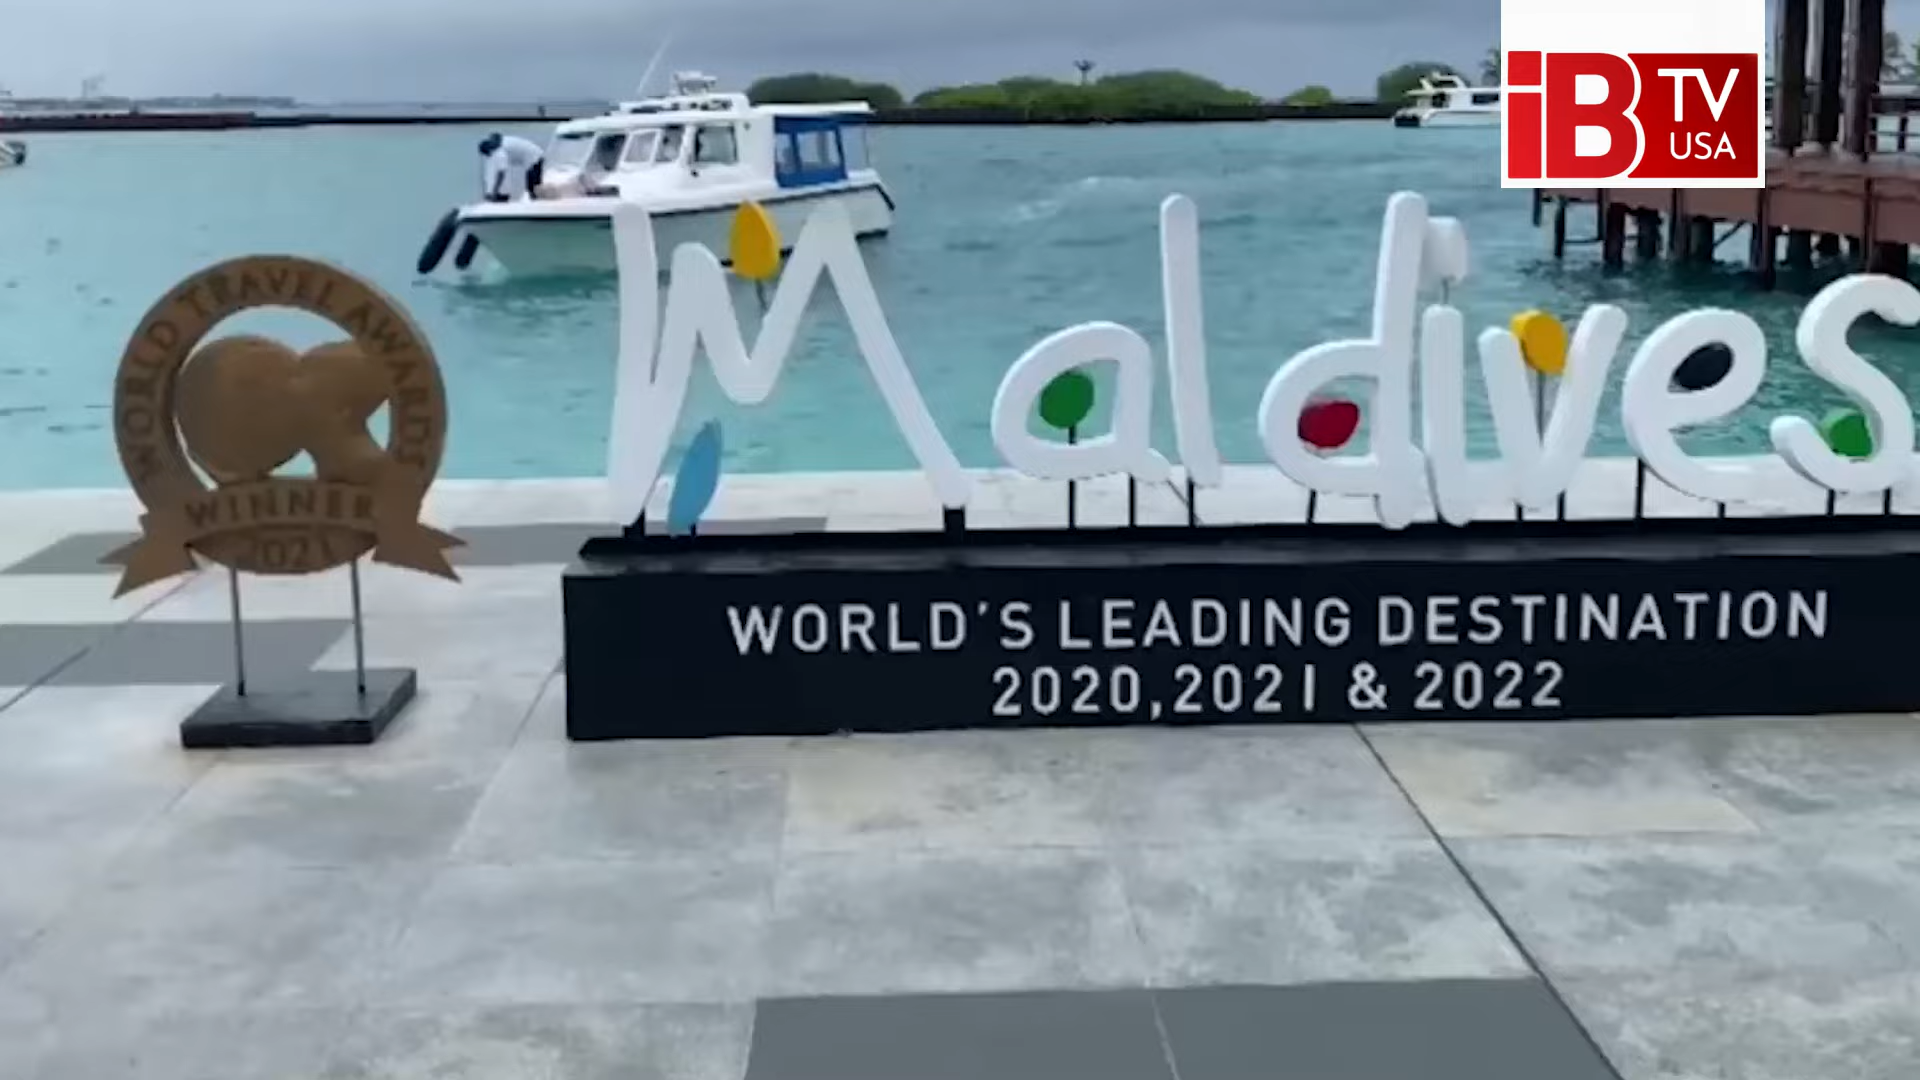 iB TV
USA
WORLD TRAVEL AWARDS
WINNER
2021
Maldives
WORLD'S LEADING DESTINATION
2020,2021 & 2022